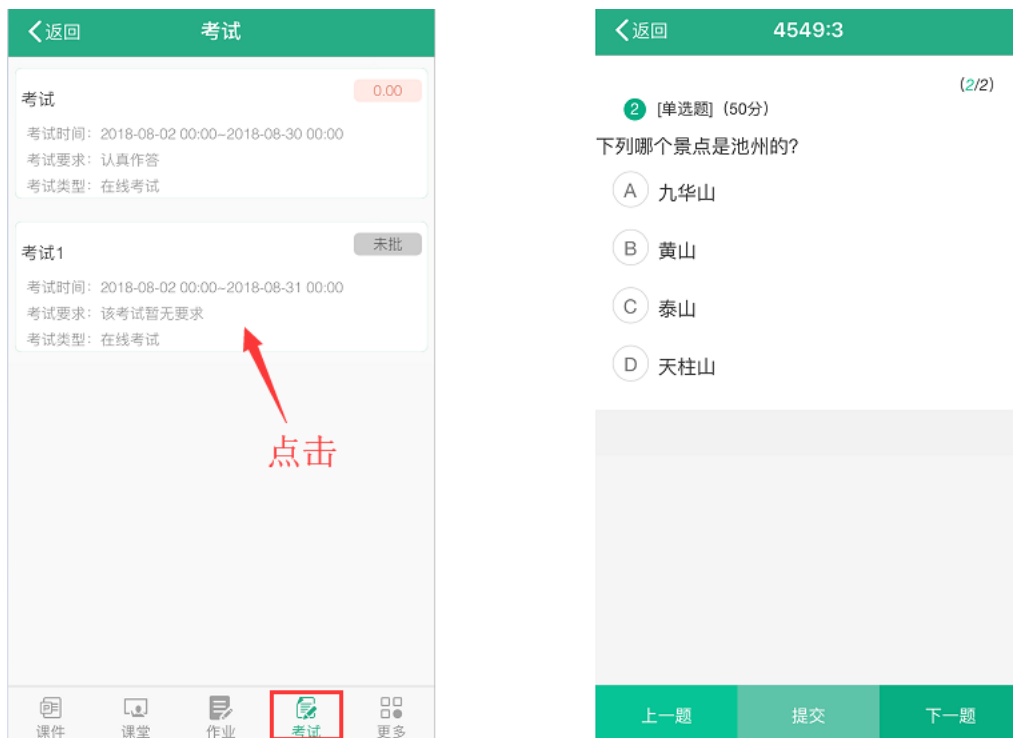 返回
考试
考试
0.00
考试时间：2018-08-02 00:00~2018-08-30 00:00
考试要求：认真作答
考试类型：在线考试
考试1
未批
考试时间：2018-08-02 00:00~2018-08-31 00:00
考试要求：该考试暂无要求
考试类型：在线考试
点击
课件
课堂
作业
考试
更多
返回
4549:3
(2/2)
2 [单选题]（50分）
下列哪个景点是池州的?
A 九华山
B 黄山
C 泰山
D 天柱山
上一题
提交
下一题